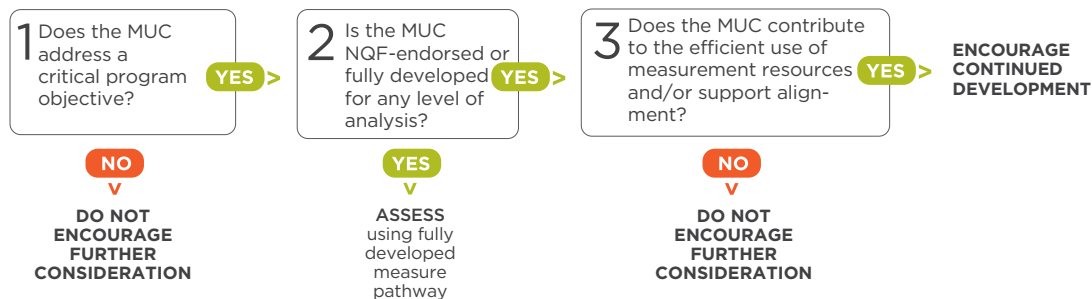 1 Does the MUC
address a
critical program
objective?
YES >
2 Is the MUC
NQF-endorsed or
fully developed
for any level of
analysis?
YES >
3 Does the MUC contribute
to the efficient use of
measurement resources
and/or support align-
ment?
YES >
ENCOURAGE
CONTINUED
DEVELOPMENT
NO
DO NOT
ENCOURAGE
FURTHER
CONSIDERATION
YES
ASSESS
using fully
developed
measure
pathway
NO
DO NOT
ENCOURAGE
FURTHER
CONSIDERATION